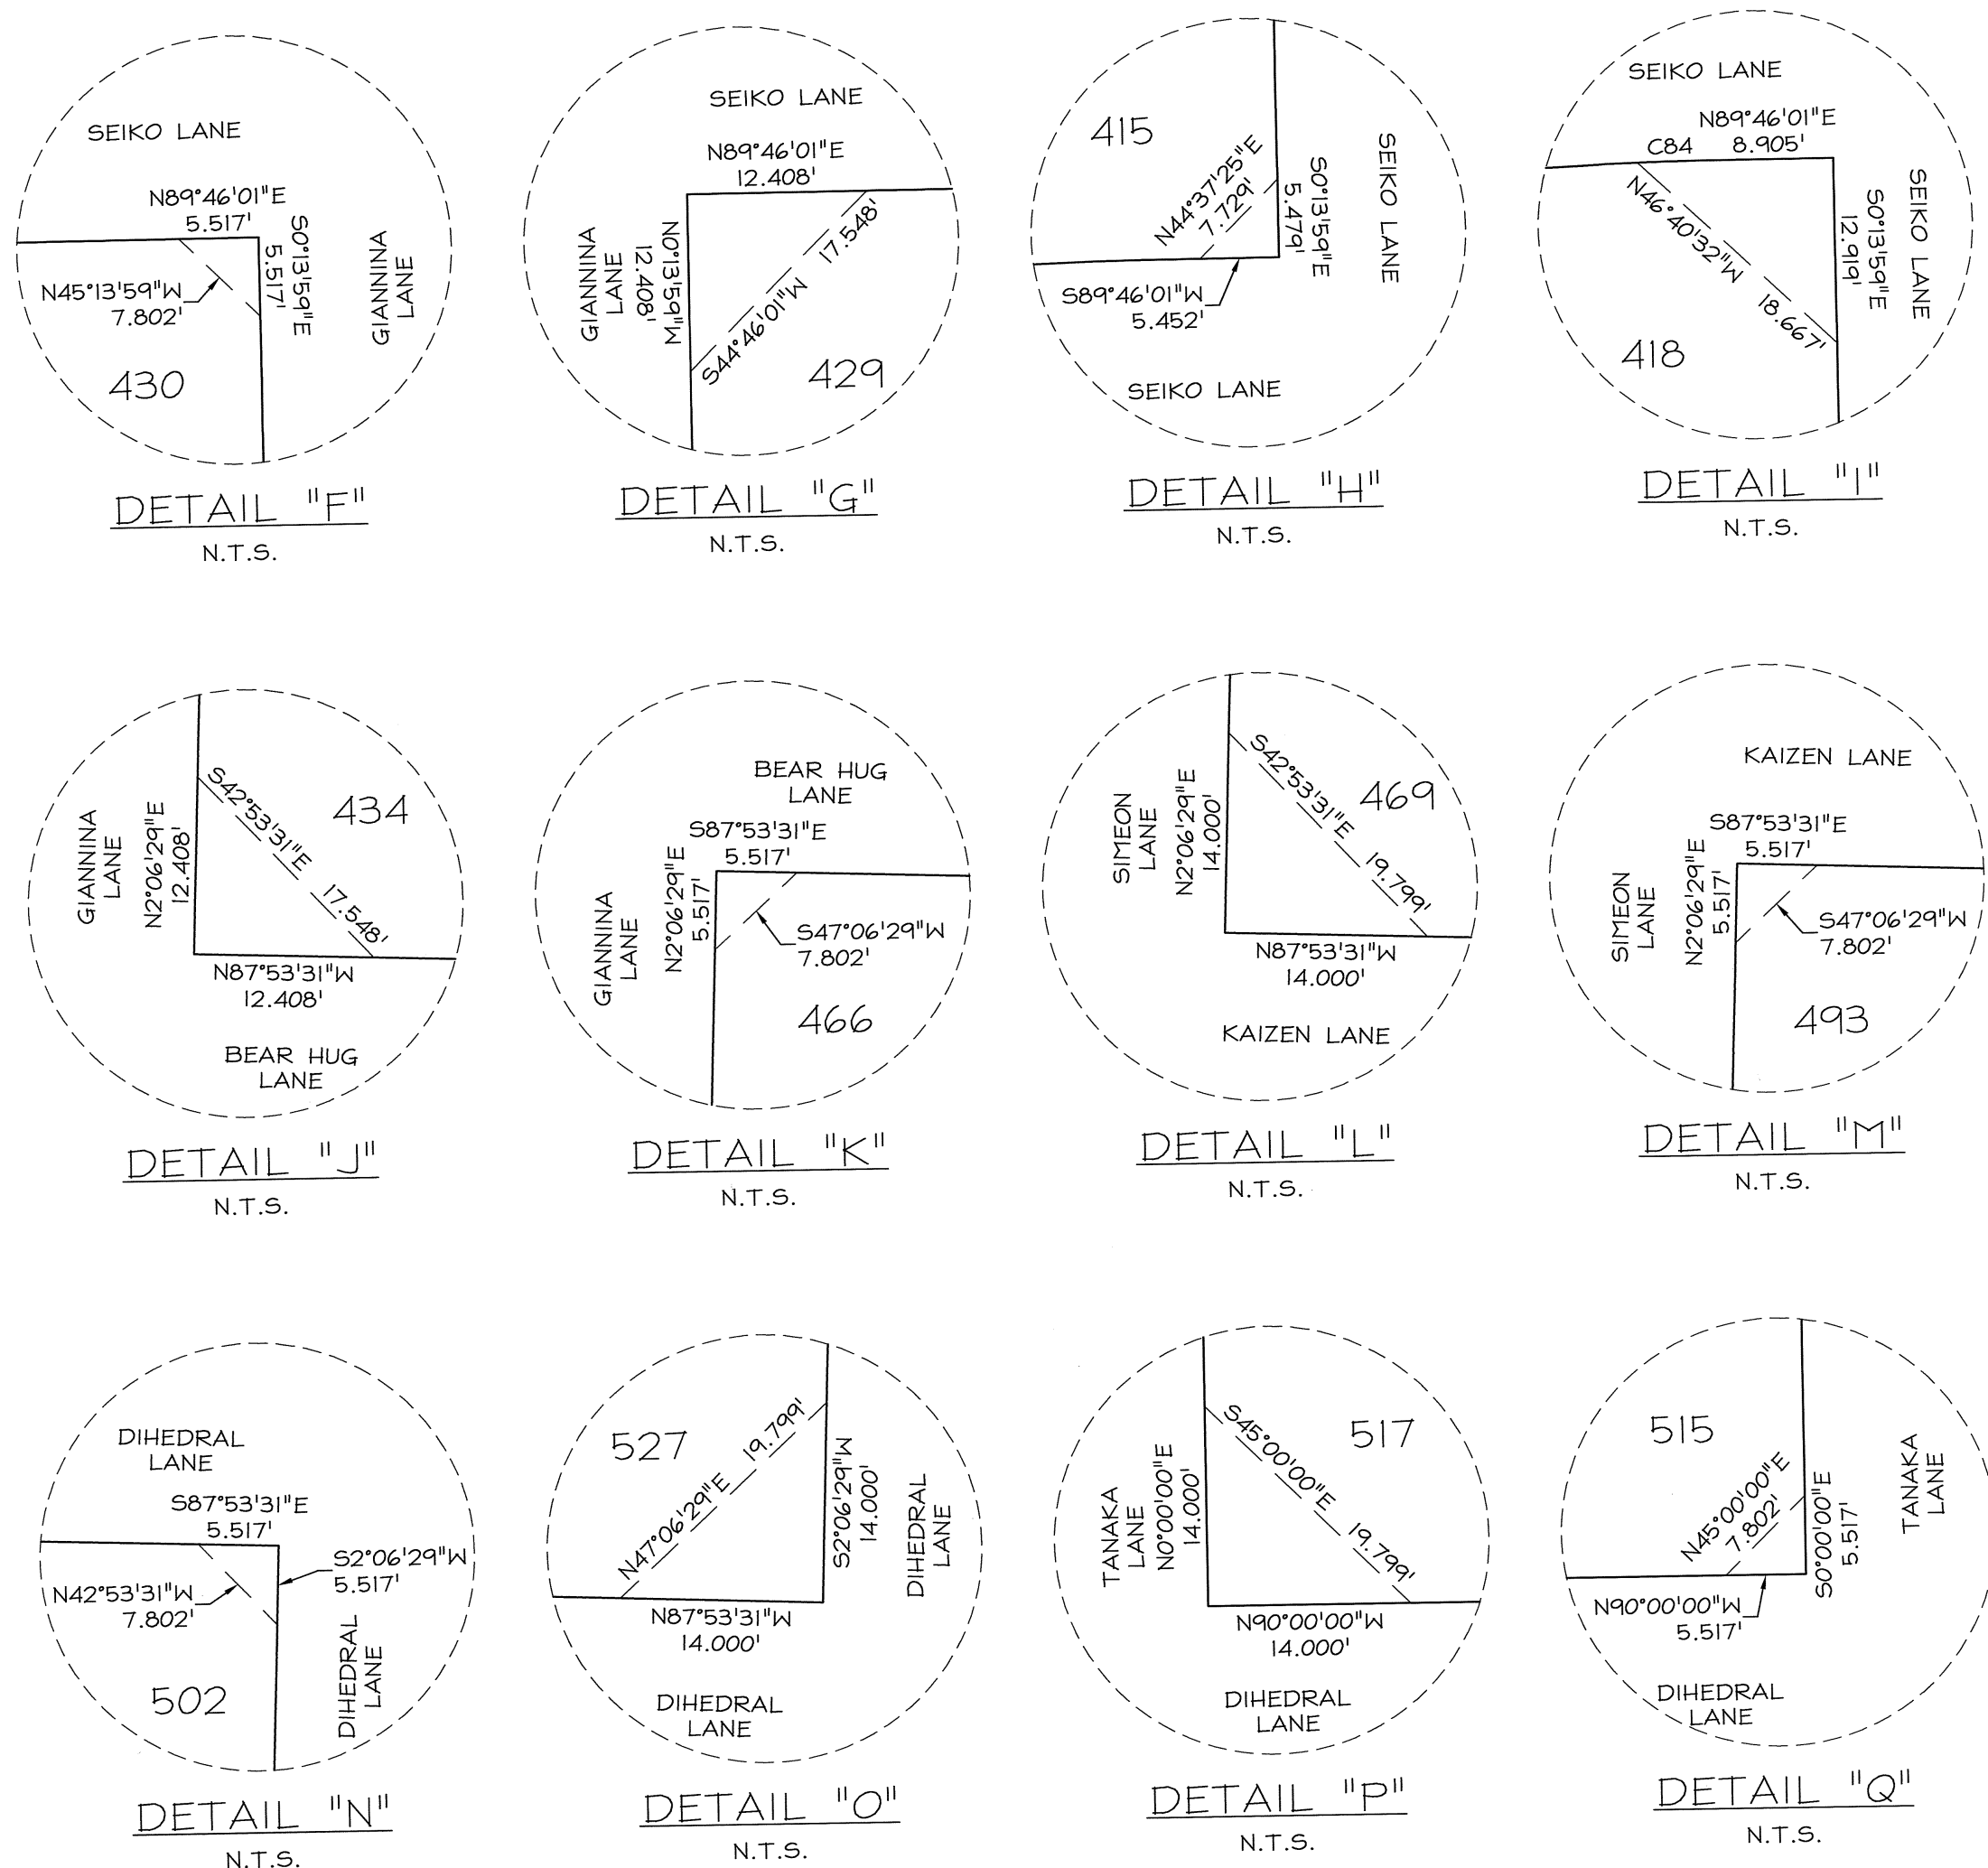 SEIKO LANE
N89°46'01"E
5.517'
S0°13'59"E
5.517'
GIANNINA
LANE
N45°13'59"W
7.802'
430
DETAIL "F"
N.T.S.
SEIKO LANE
N89°46'01"E
12.408'
GIANNINA
LANE
N0°13'59"W
12.408'
S44°46'01"W 17.548'
429
DETAIL "G"
N.T.S.
415
N44°37'25"E
7.729'
S0°13'59"E
5.479'
SEIKO LANE
S89°46'01"W
5.452'
SEIKO LANE
DETAIL "H"
N.T.S.
SEIKO LANE
N89°46'01"E
C84 8.905'
N46°40'32"W 18.667'
S0°13'59"E
12.919'
SEIKO LANE
418
DETAIL "I"
N.T.S.
GIANNINA
LANE
N2°06'29"E
12.408'
S42°53'31"E 17.548'
434
N87°53'31"W
12.408'
BEAR HUG
LANE
DETAIL "J"
N.T.S.
BEAR HUG
LANE
S87°53'31"E
5.517'
N2°06'29"E
5.517'
GIANNINA
LANE
S47°06'29"W
7.802'
466
DETAIL "K"
N.T.S.
SIMEON
LANE
N2°06'29"E
14.000'
S42°53'31"E 19.799'
469
N87°53'31"W
14.000'
KAIZEN LANE
DETAIL "L"
N.T.S.
KAIZEN LANE
S87°53'31"E
5.517'
N2°06'29"E
5.517'
SIMEON
LANE
S47°06'29"W
7.802'
493
DETAIL "M"
N.T.S.
DIHEDRAL
LANE
S87°53'31"E
5.517'
S2°06'29"W
5.517'
N42°53'31"W
7.802'
DIHEDRAL
LANE
502
DETAIL "N"
N.T.S.
527
N47°06'29"E 19.799'
S2°06'29"W
14.000'
DIHEDRAL
LANE
N87°53'31"W
14.000'
DIHEDRAL
LANE
DETAIL "O"
N.T.S.
TANAKA
LANE
N0°00'00"E
14.000'
S45°00'00"E 19.799'
517
N90°00'00"W
14.000'
DIHEDRAL
LANE
DETAIL "P"
N.T.S.
515
N45°00'00"E
7.802'
S0°00'00"E
5.517'
TANAKA
LANE
N90°00'00"W
5.517'
DIHEDRAL
LANE
DETAIL "Q"
N.T.S.